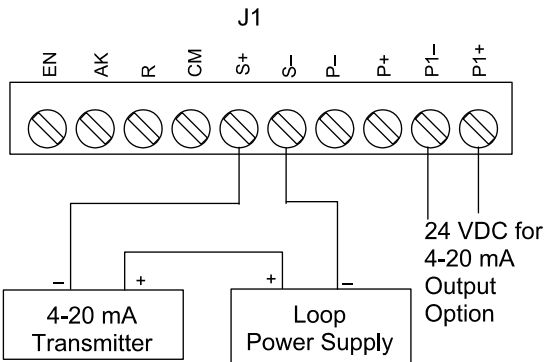 J1
EN AK R CM S+ S– P– P+ P1– P1+
24 VDC for
4-20 mA
Output
Option
– + + –
4-20 mA
Transmitter
Loop
Power Supply